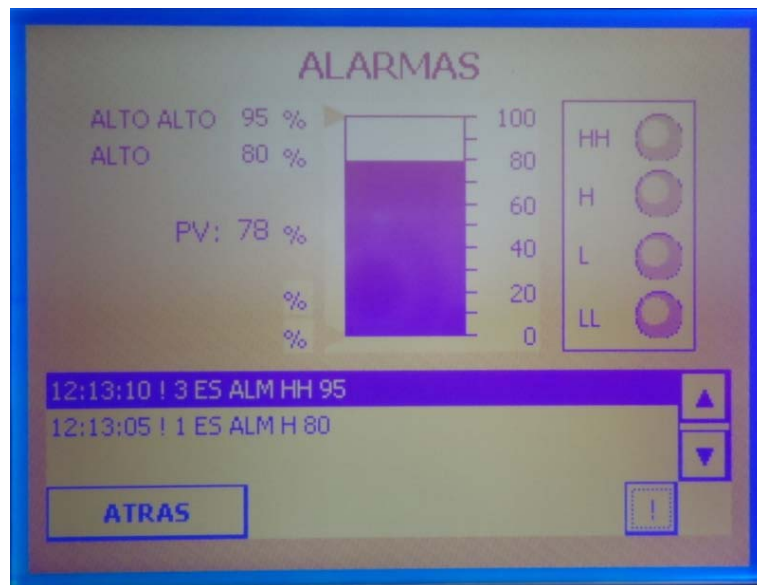 ALARMAS
ALTO ALTO 95 %
ALTO 80 %
PV: 78 %
%
%
100
80
60
40
20
0
HH
H
L
LL
12:13:10 ! 3 ES ALM HH 95
12:13:05 ! 1 ES ALM H 80
ATRAS
!